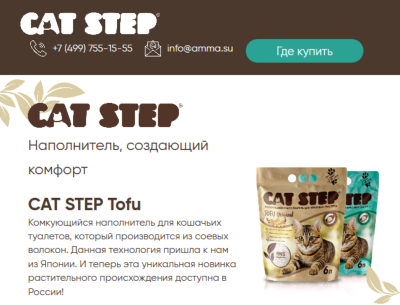 CAT STEP
+7 (499) 755-15-55
info@amma.su
Где купить
CAT STEP
Наполнитель, создающий
комфорт
CAT STEP Tofu
Комкующийся наполнитель для кошачьих
туалетов, который производится из соевых
волокон. Данная технология пришла к нам
из Японии. И теперь эта уникальная новинка
растительного происхождения доступна в
России!
CAT STEP
TOFU Original
6л
STEP
6л